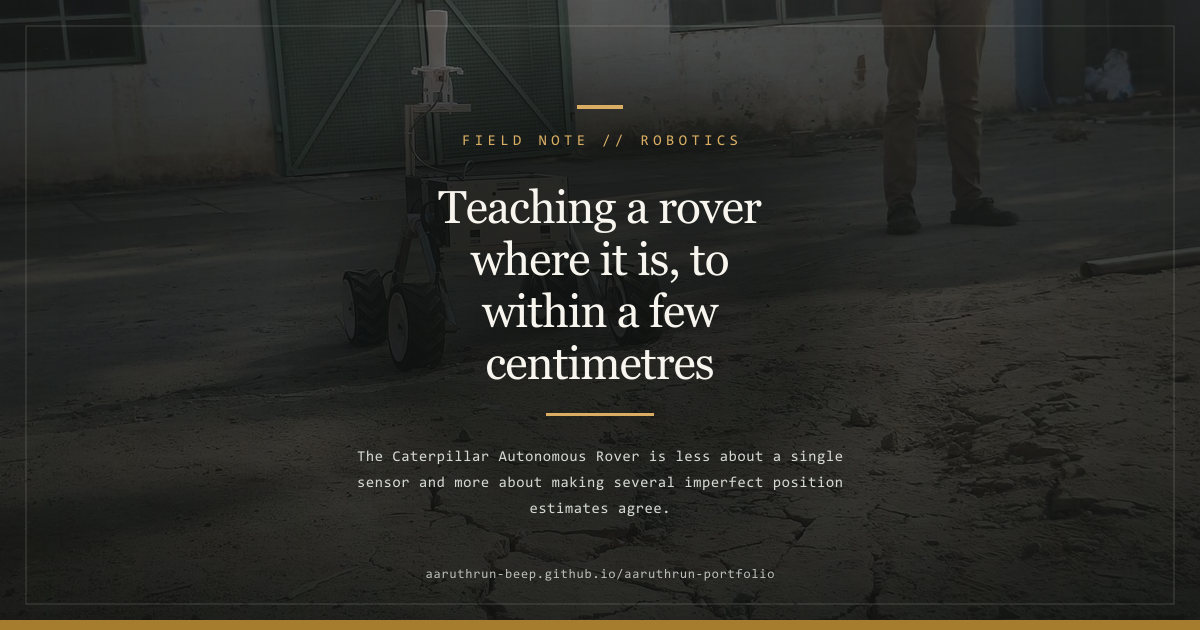 FIELD NOTE // ROBOTICS
Teaching a rover
where it is, to
within a few
centimetres
The Caterpillar Autonomous Rover is less about a single
sensor and more about making several imperfect position
estimates agree.
aaruthrun-beep.github.io/aaruthrun-portfolio